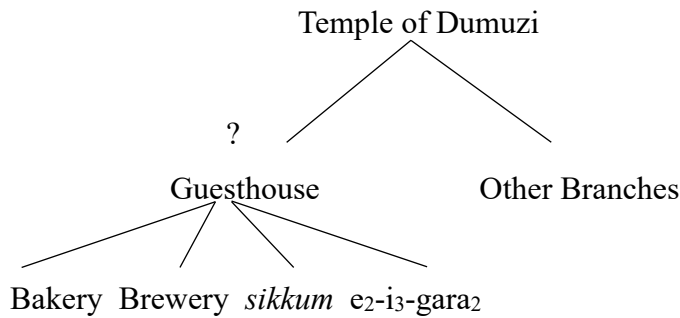 Temple of Dumuzi
?
Guesthouse Other Branches
Bakery Brewery sikkum e₂-i₃-gara₂